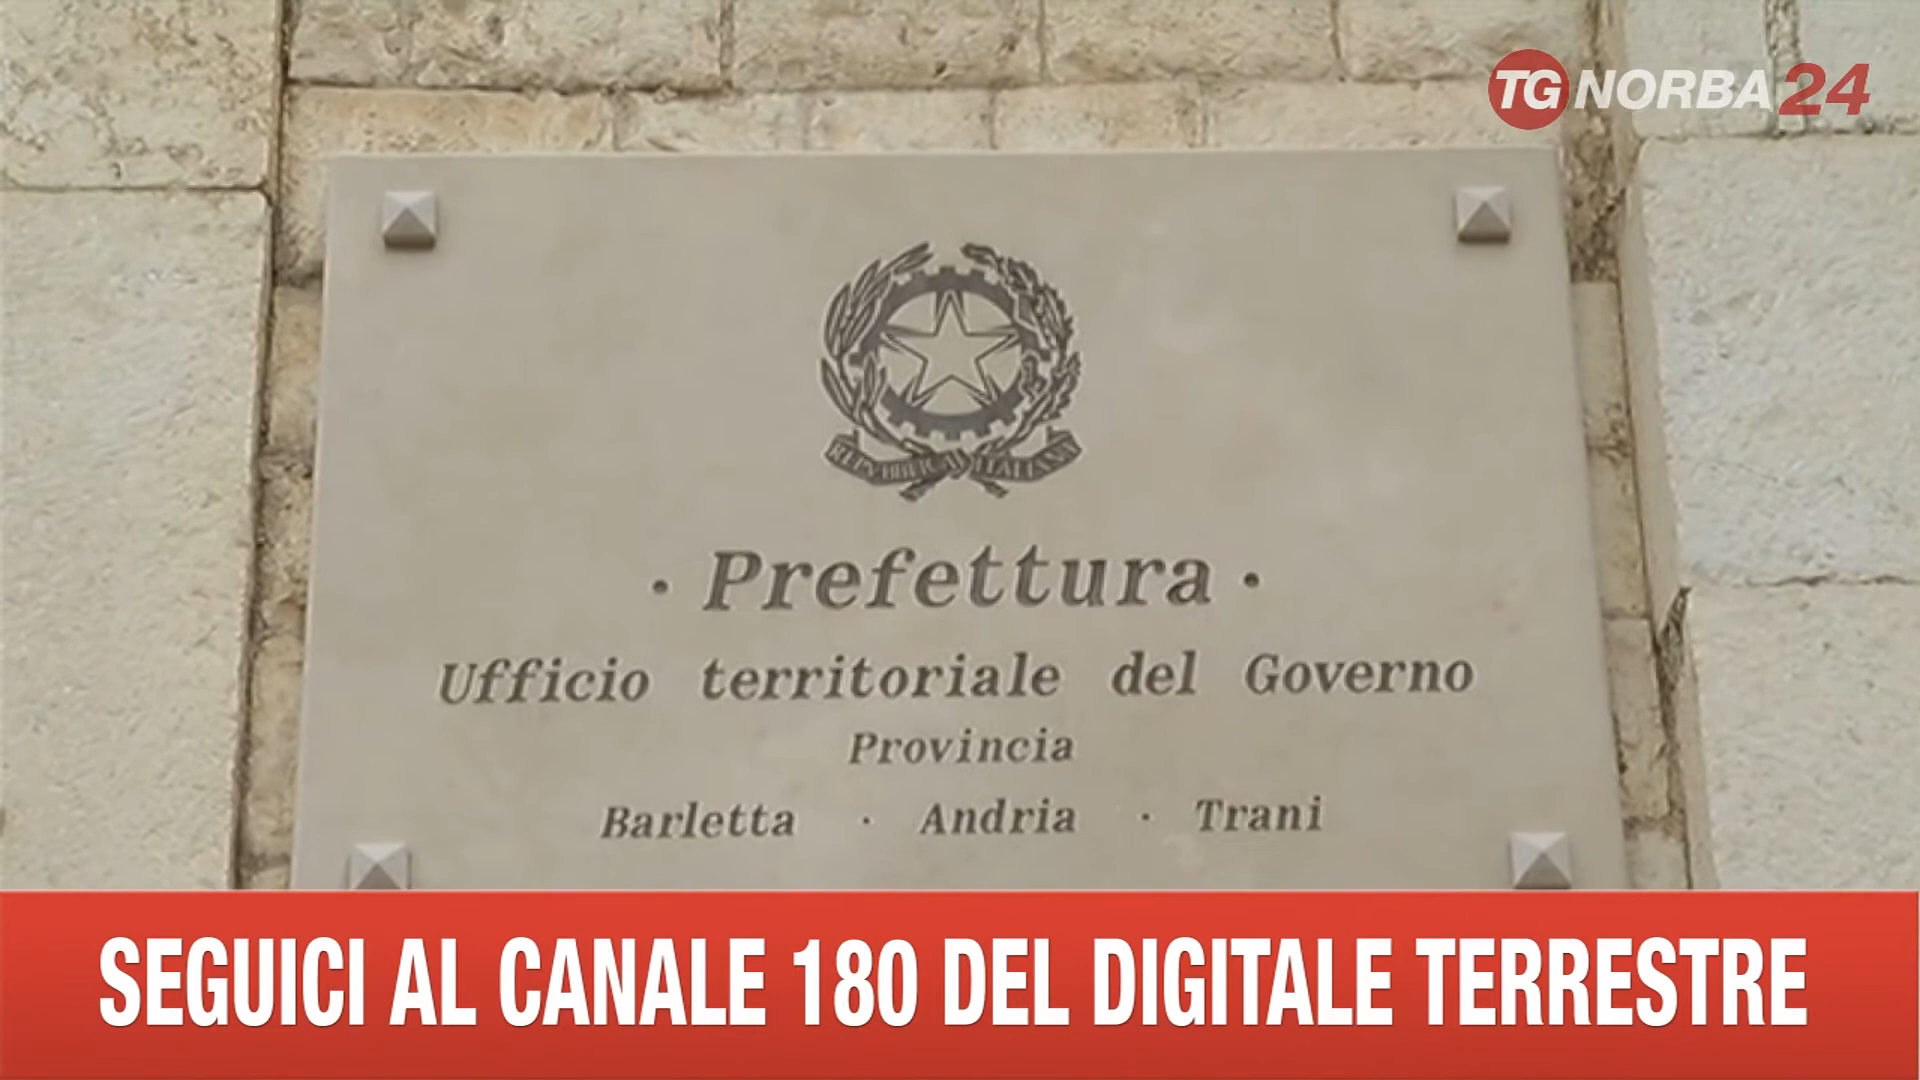 TG NORBA 24
REPVBBLICA ITALIANA
· Prefettura ·
Ufficio territoriale del Governo
Provincia
Barletta · Andria · Trani
SEGUICI AL CANALE 180 DEL DIGITALE TERRESTRE